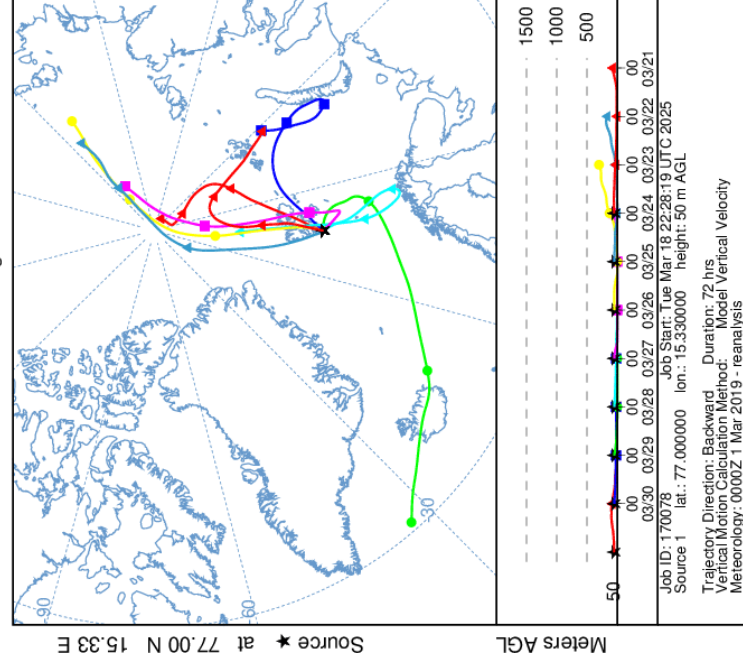 Source ★ at 77.00 N 15.33 E
90
60
-30
Meters AGL
1500
1000
500
50
00 00 00 00 00 00 00 00 00 00
03/30 03/29 03/28 03/27 03/26 03/25 03/24 03/23 03/22 03/21
Job ID: 170078 Job Start: Tue Mar 18 22:28:19 UTC 2025
Source 1 lat.: 77.000000 lon.: 15.330000 height: 50 m AGL
Trajectory Direction: Backward Duration: 72 hrs
Vertical Motion Calculation Method: Model Vertical Velocity
Meteorology: 0000Z 1 Mar 2019 - reanalysis